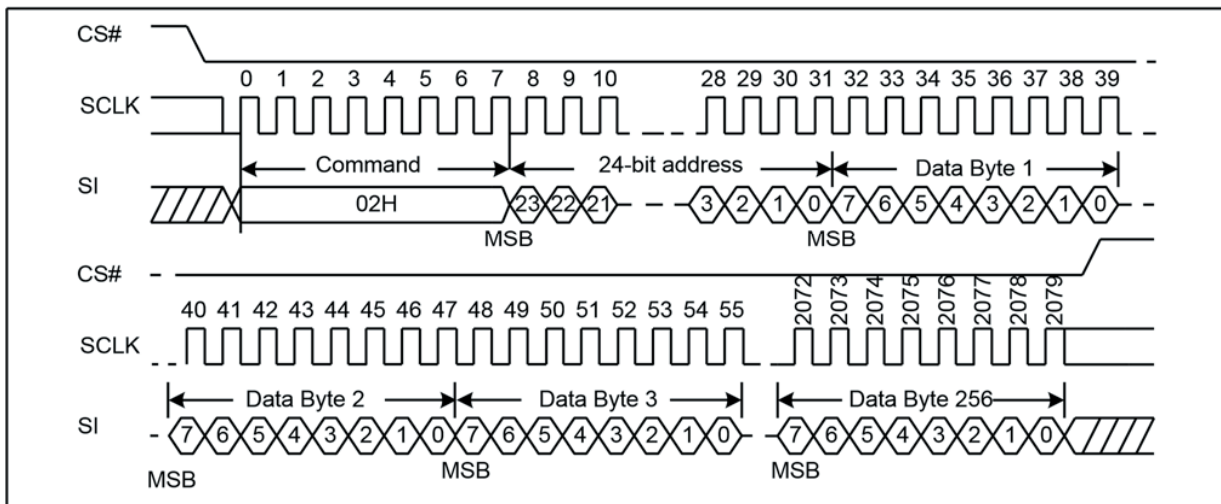 CS#
0 1 2 3 4 5 6 7 8 9 10 28 29 30 31 32 33 34 35 36 37 38 39
SCLK
Command 24-bit address Data Byte 1
SI 02H 23 22 21 3 2 1 0 7 6 5 4 3 2 1 0
MSB MSB
CS#
40 41 42 43 44 45 46 47 48 49 50 51 52 53 54 55 2072 2073 2074 2075 2076 2077 2078 2079
SCLK
Data Byte 2 Data Byte 3 Data Byte 256
SI 7 6 5 4 3 2 1 0 7 6 5 4 3 2 1 0 7 6 5 4 3 2 1 0
MSB MSB MSB